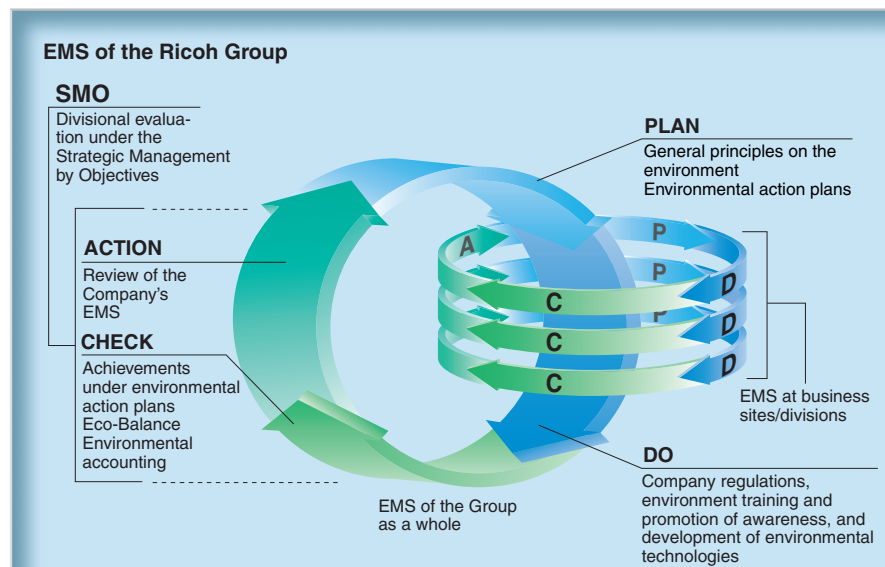 EMS of the Ricoh Group
SMO
Divisional evalua-
tion under the
Strategic Management
by Objectives
PLAN
General principles on the
environment
Environmental action plans
ACTION
Review of the
Company's
EMS
CHECK
Achievements
under environmental
action plans
Eco-Balance
Environmental
accounting
A
P
P
P
D
D
D
C
C
C
EMS at business
sites/divisions
DO
Company regulations,
environment training and
promotion of awareness, and
development of environmental
technologies
EMS of the Group
as a whole